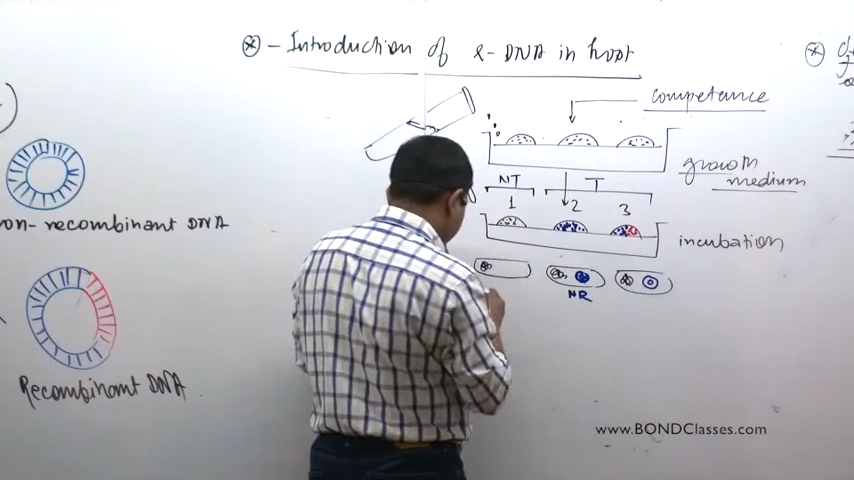 * - Introduction of r-DNA in host
competence
growth
medium
NT T
1 2 3
incubation
NR
non-recombinant DNA
Recombinant DNA
*
www.BONDClasses.com